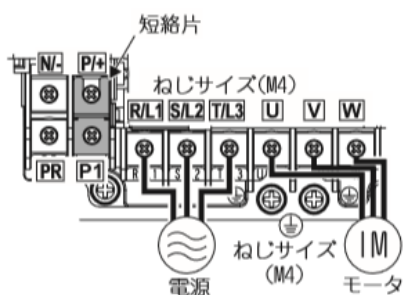 短絡片
N/- P/+
ねじサイズ(M4)
R/L1 S/L2 T/L3 U V W
PR P1
R S 3 U
ねじサイズ
(M4)
IM
電源 モータ